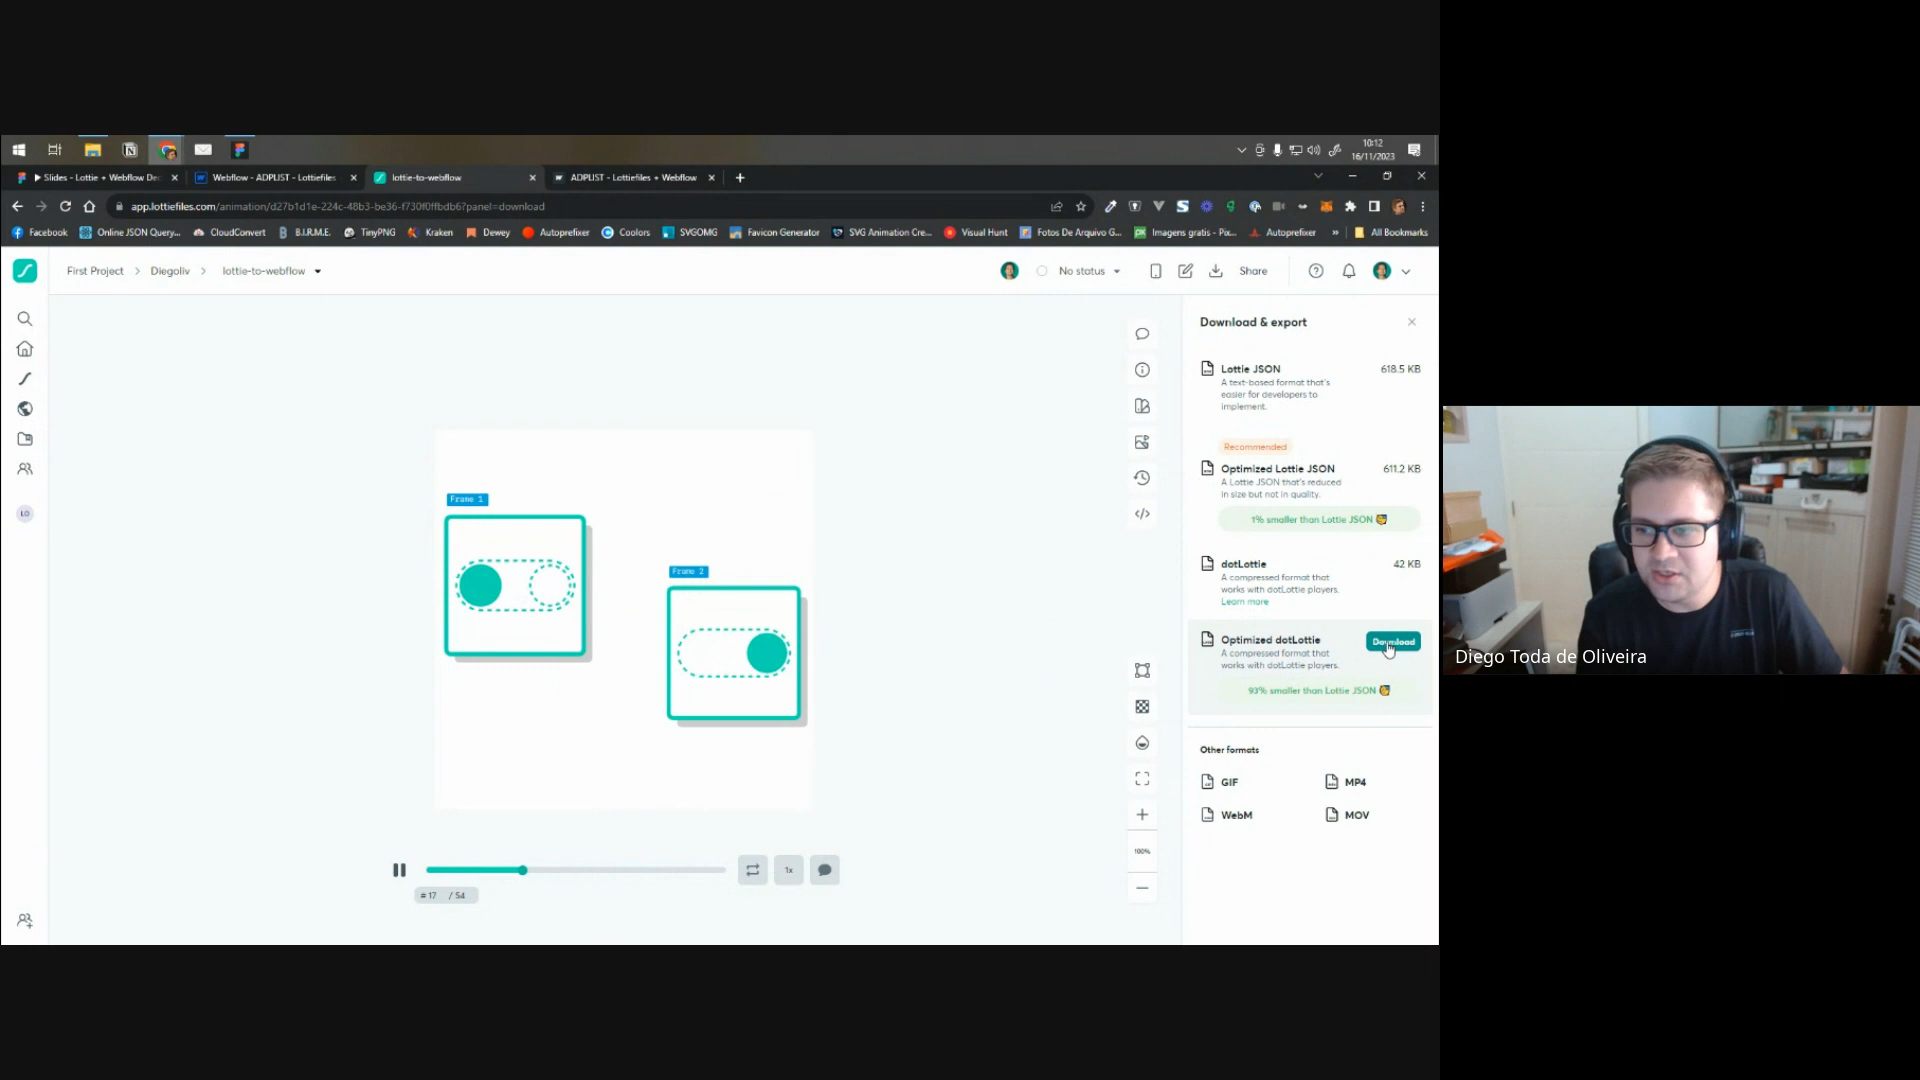 10:12
16/11/2023
Slides - Lottie + Webflow De
Webflow - ADPLIST - Lottiefiles
lottie-to-webflow
ADPLIST - Lottiefiles + Webflow
app.lottiefiles.com/animation/d27b1d1e-224c-48b3-be36-f730f0ffbdb6?panel=download
Facebook
Online JSON Query...
CloudConvert
B.I.R.M.E.
TinyPNG
Kraken
Dewey
Autoprefixer
Coolors
SVGOMG
Favicon Generator
SVG Animation Cre...
Visual Hunt
Fotos De Arquivo G...
Imagens gratis - Pix...
Autoprefixer
»
All Bookmarks
First Project > Diegoliv > lottie-to-webflow
No status
Share
LO
Frame 1
Frame 2
# 17 / 54
1x
100%
Download & export
Lottie JSON 618.5 KB
A text-based format that's
easier for developers to
implement.
Recommended
Optimized Lottie JSON 611.2 KB
A Lottie JSON that's reduced
in size but not in quality.
1% smaller than Lottie JSON
dotLottie 42 KB
A compressed format that
works with dotLottie players.
Learn more
Optimized dotLottie Download
A compressed format that
works with dotLottie players.
93% smaller than Lottie JSON
Other formats
GIF MP4
WebM MOV
Diego Toda de Oliveira